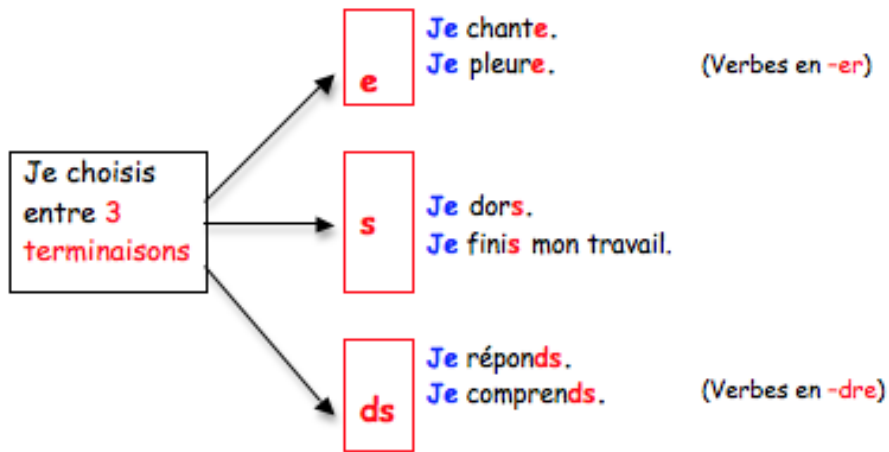 Je choisis
entre 3
terminaisons
e
Je chante.
Je pleure.
(Verbes en -er)
s
Je dors.
Je finis mon travail.
ds
Je réponds.
Je comprends.
(Verbes en -dre)